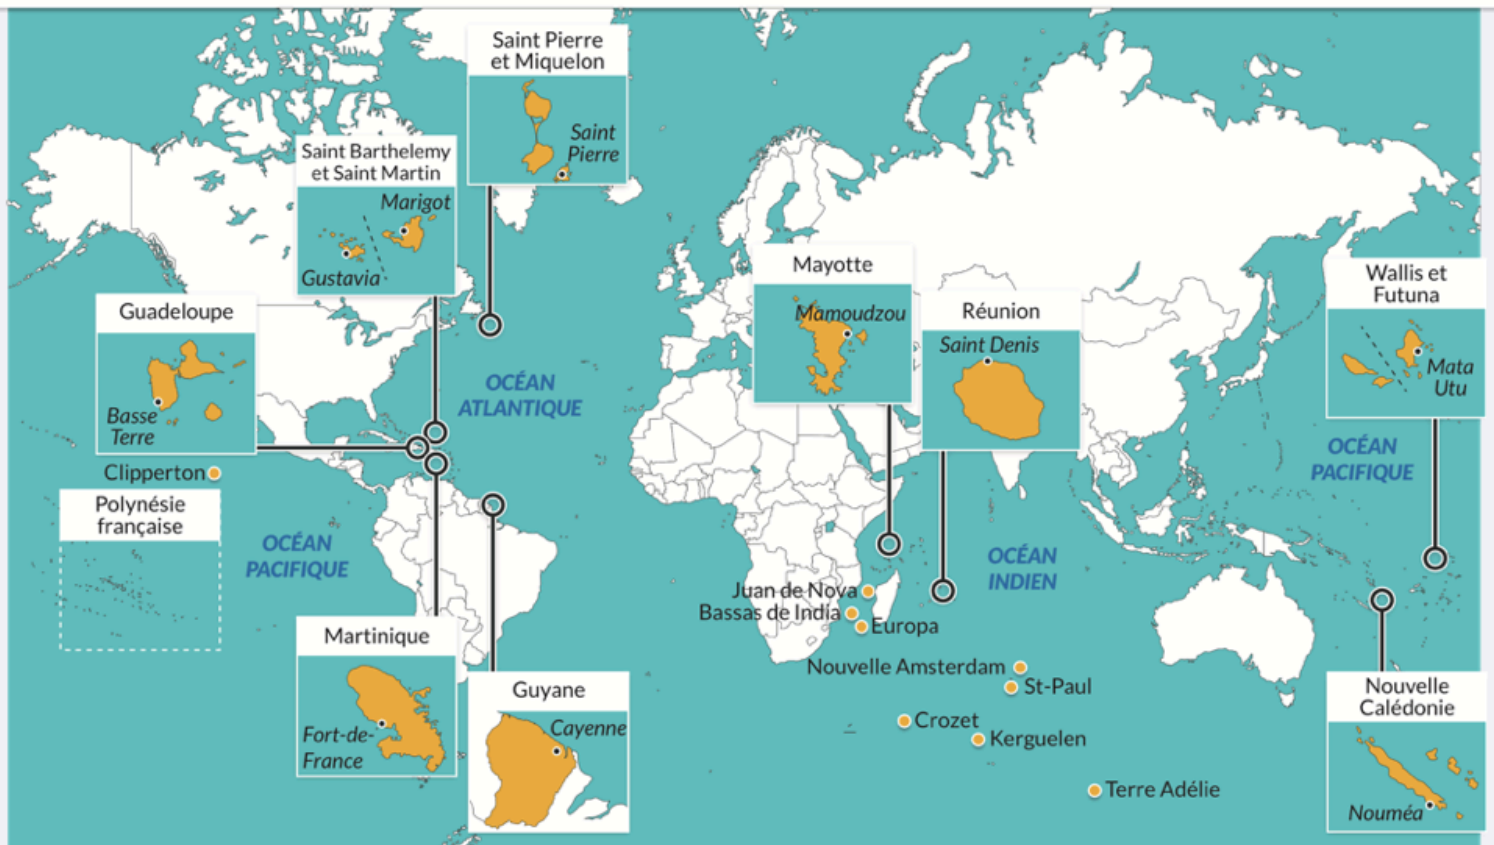 Saint Pierre
et Miquelon
Saint
Pierre
Saint Barthelemy
et Saint Martin
Marigot
Gustavia
Guadeloupe
Basse
Terre
Clipperton
Polynésie
française
OCÉAN
PACIFIQUE
OCÉAN
ATLANTIQUE
Martinique
Fort-de-
France
Guyane
Cayenne
Mayotte
Mamoudzou
Réunion
Saint Denis
Wallis et
Futuna
Mata
Utu
OCÉAN
PACIFIQUE
OCÉAN
INDIEN
Juan de Nova
Bassas de India
Europa
Nouvelle Amsterdam
St-Paul
Crozet
Kerguelen
Terre Adélie
Nouvelle
Calédonie
Nouméa